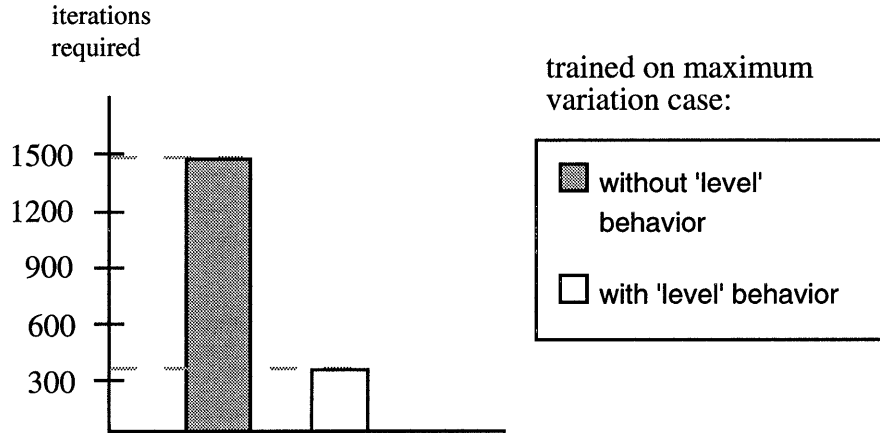 iterations
required
trained on maximum
variation case:
1500
1200
900
600
300
without 'level'
behavior
with 'level' behavior